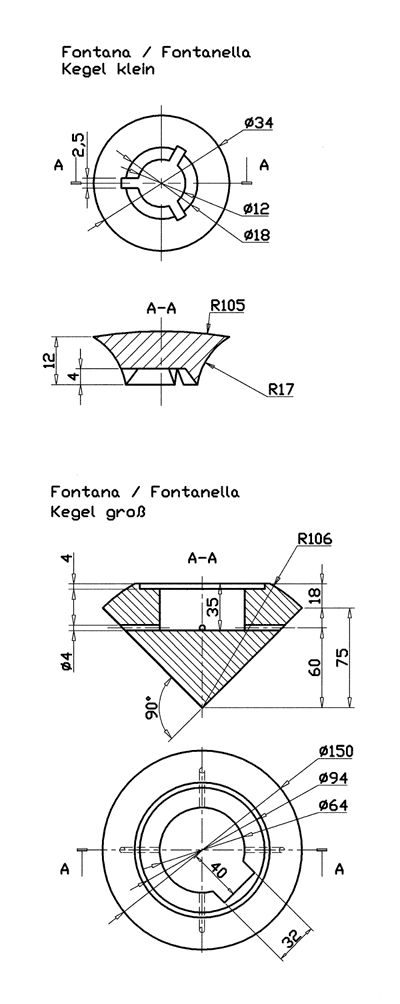 Fontana / Fontanella
Kegel klein
2,5
Ø34
A
A
Ø12
Ø18
A-A
R105
12
4
R17
Fontana / Fontanella
Kegel groß
R106
A-A
4
35
18
Ø4
60
75
90°
Ø150
Ø94
Ø64
A
A
40
32